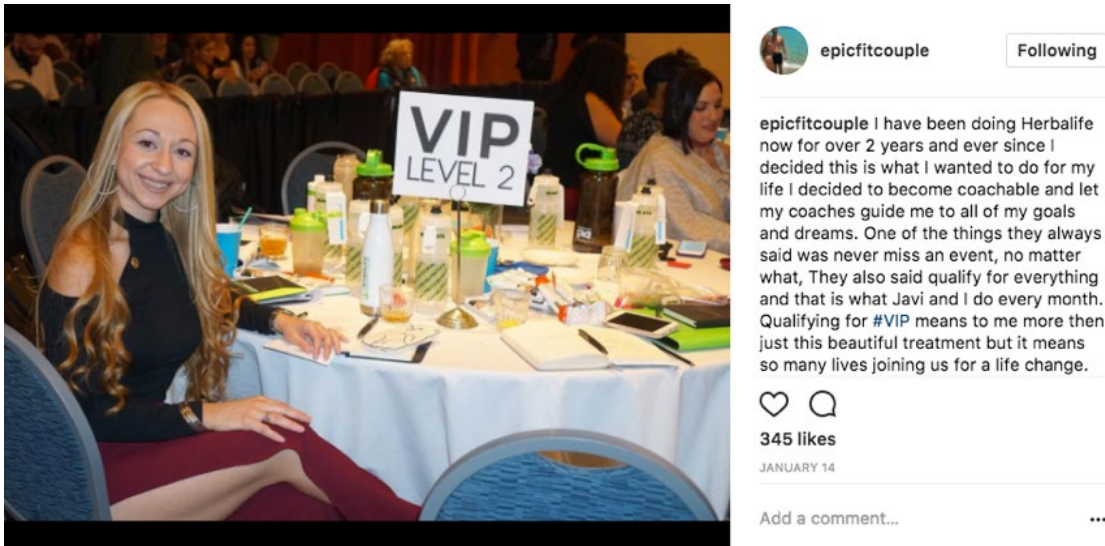 VIP
LEVEL 2
epicfitcouple
Following
epicfitcouple I have been doing Herbalife
now for over 2 years and ever since I
decided this is what I wanted to do for my
life I decided to become coachable and let
my coaches guide me to all of my goals
and dreams. One of the things they always
said was never miss an event, no matter
what, They also said qualify for everything
and that is what Javi and I do every month.
Qualifying for #VIP means to me more then
just this beautiful treatment but it means
so many lives joining us for a life change.
345 likes
JANUARY 14
Add a comment...